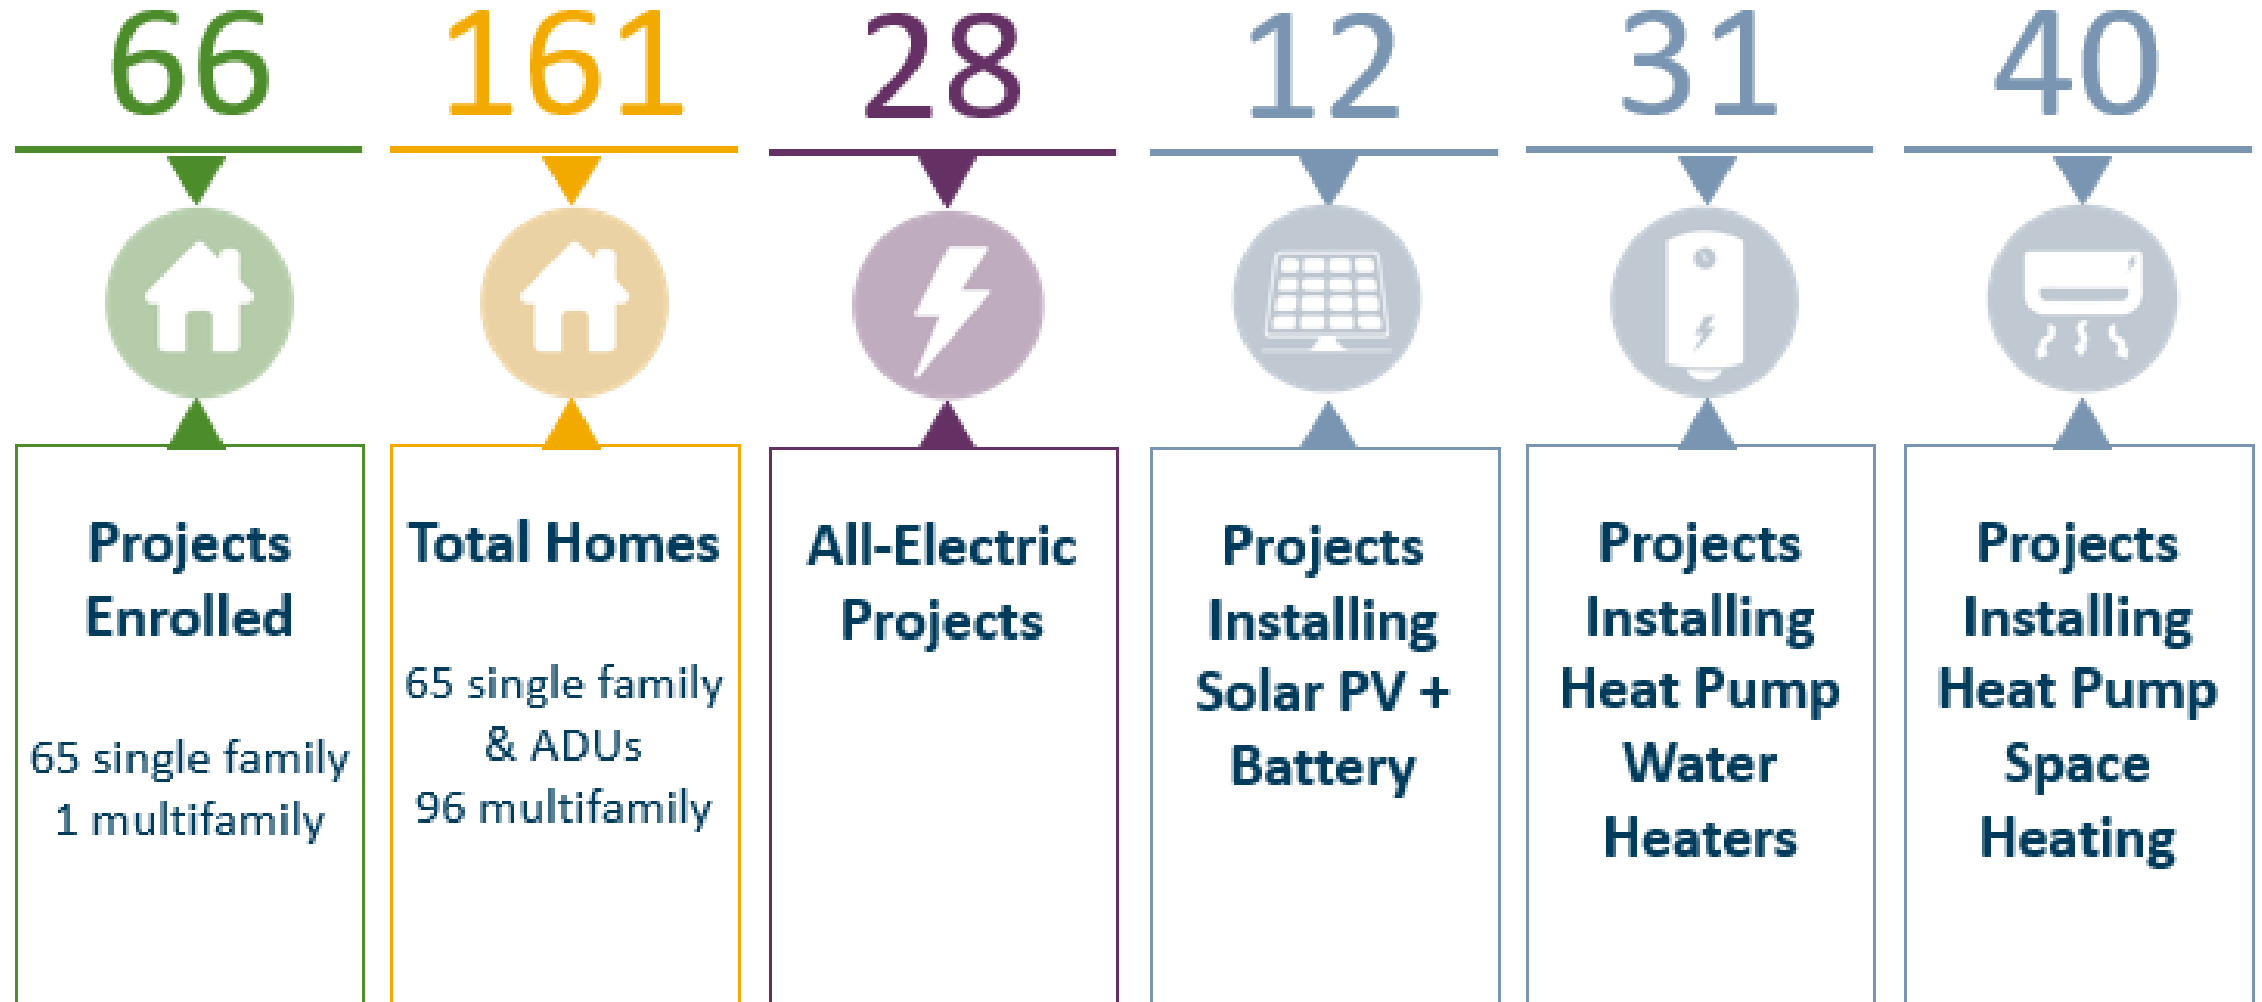 66
161
28
12
31
40
Projects
Enrolled
65 single family
1 multifamily
Total Homes
65 single family
& ADUs
96 multifamily
All-Electric
Projects
Projects
Installing
Solar PV +
Battery
Projects
Installing
Heat Pump
Water
Heaters
Projects
Installing
Heat Pump
Space
Heating